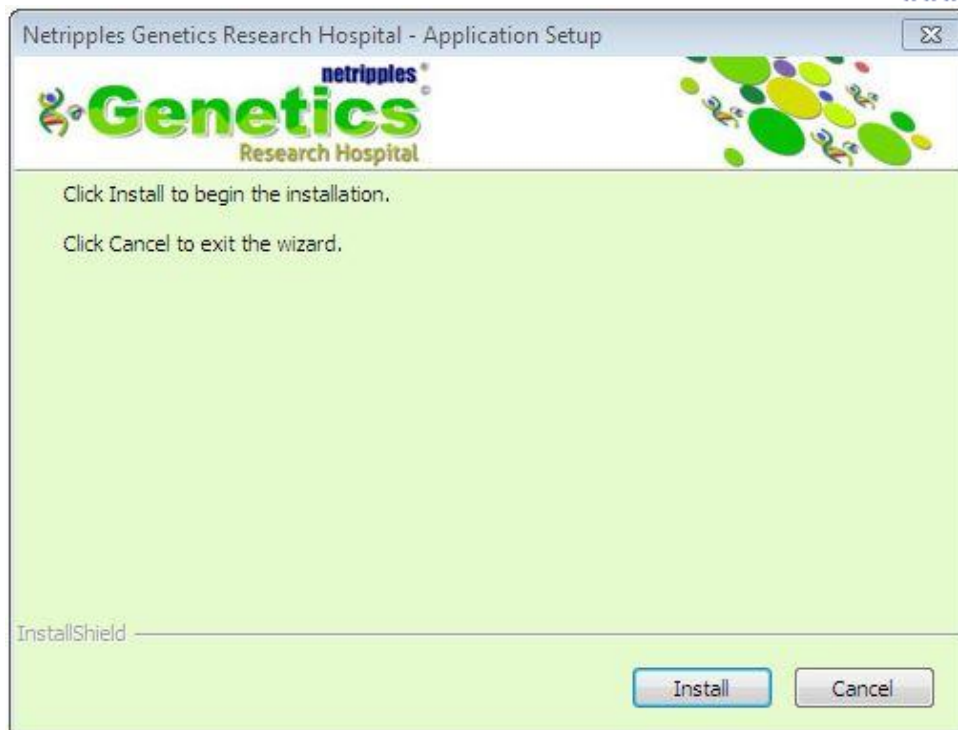 Netripples Genetics Research Hospital - Application Setup
netripples®
Genetics©
Research Hospital
Click Install to begin the installation.
Click Cancel to exit the wizard.
InstallShield
Install
Cancel